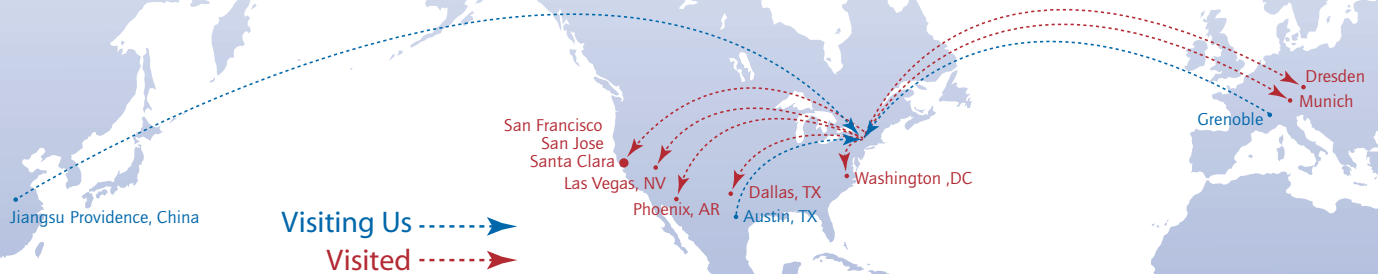 Dresden
Munich
Grenoble
San Francisco
San Jose
Santa Clara
Las Vegas, NV
Washington ,DC
Phoenix, AR
Dallas, TX
Austin, TX
Jiangsu Providence, China
Visiting Us
Visited